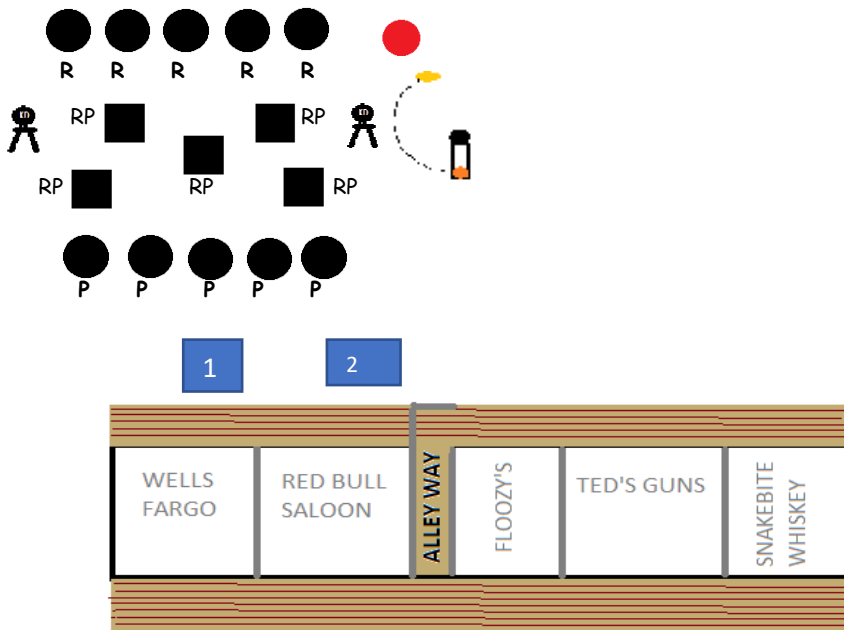 R R R R R
RP RP
RP
RP RP
P P P P P
1 2
WELLS
FARGO
RED BULL
SALOON
ALLEY WAY
FLOOZY'S
TED'S GUNS
SNAKEBITE
WHISKEY